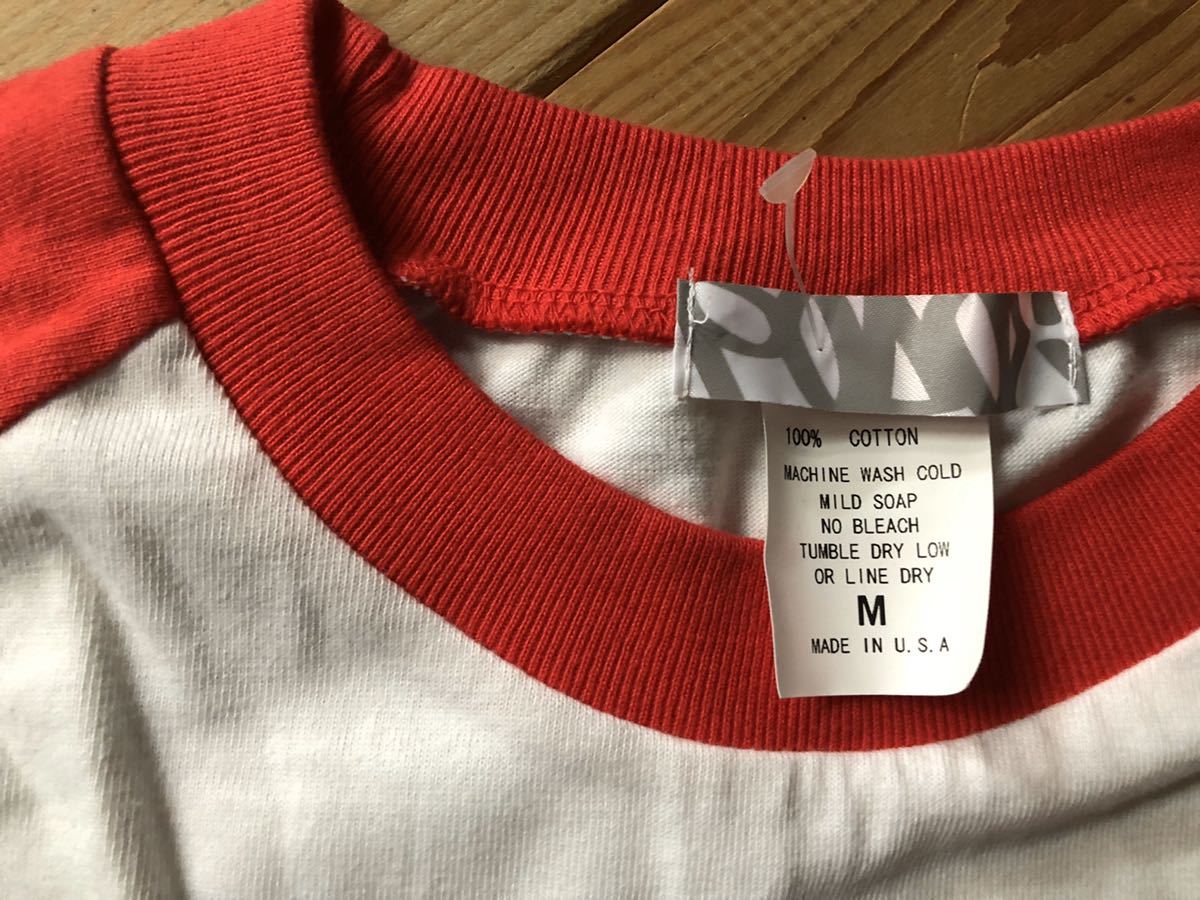 100% COTTON
MACHINE WASH COLD
MILD SOAP
NO BLEACH
TUMBLE DRY LOW
OR LINE DRY
M
MADE IN U.S.A